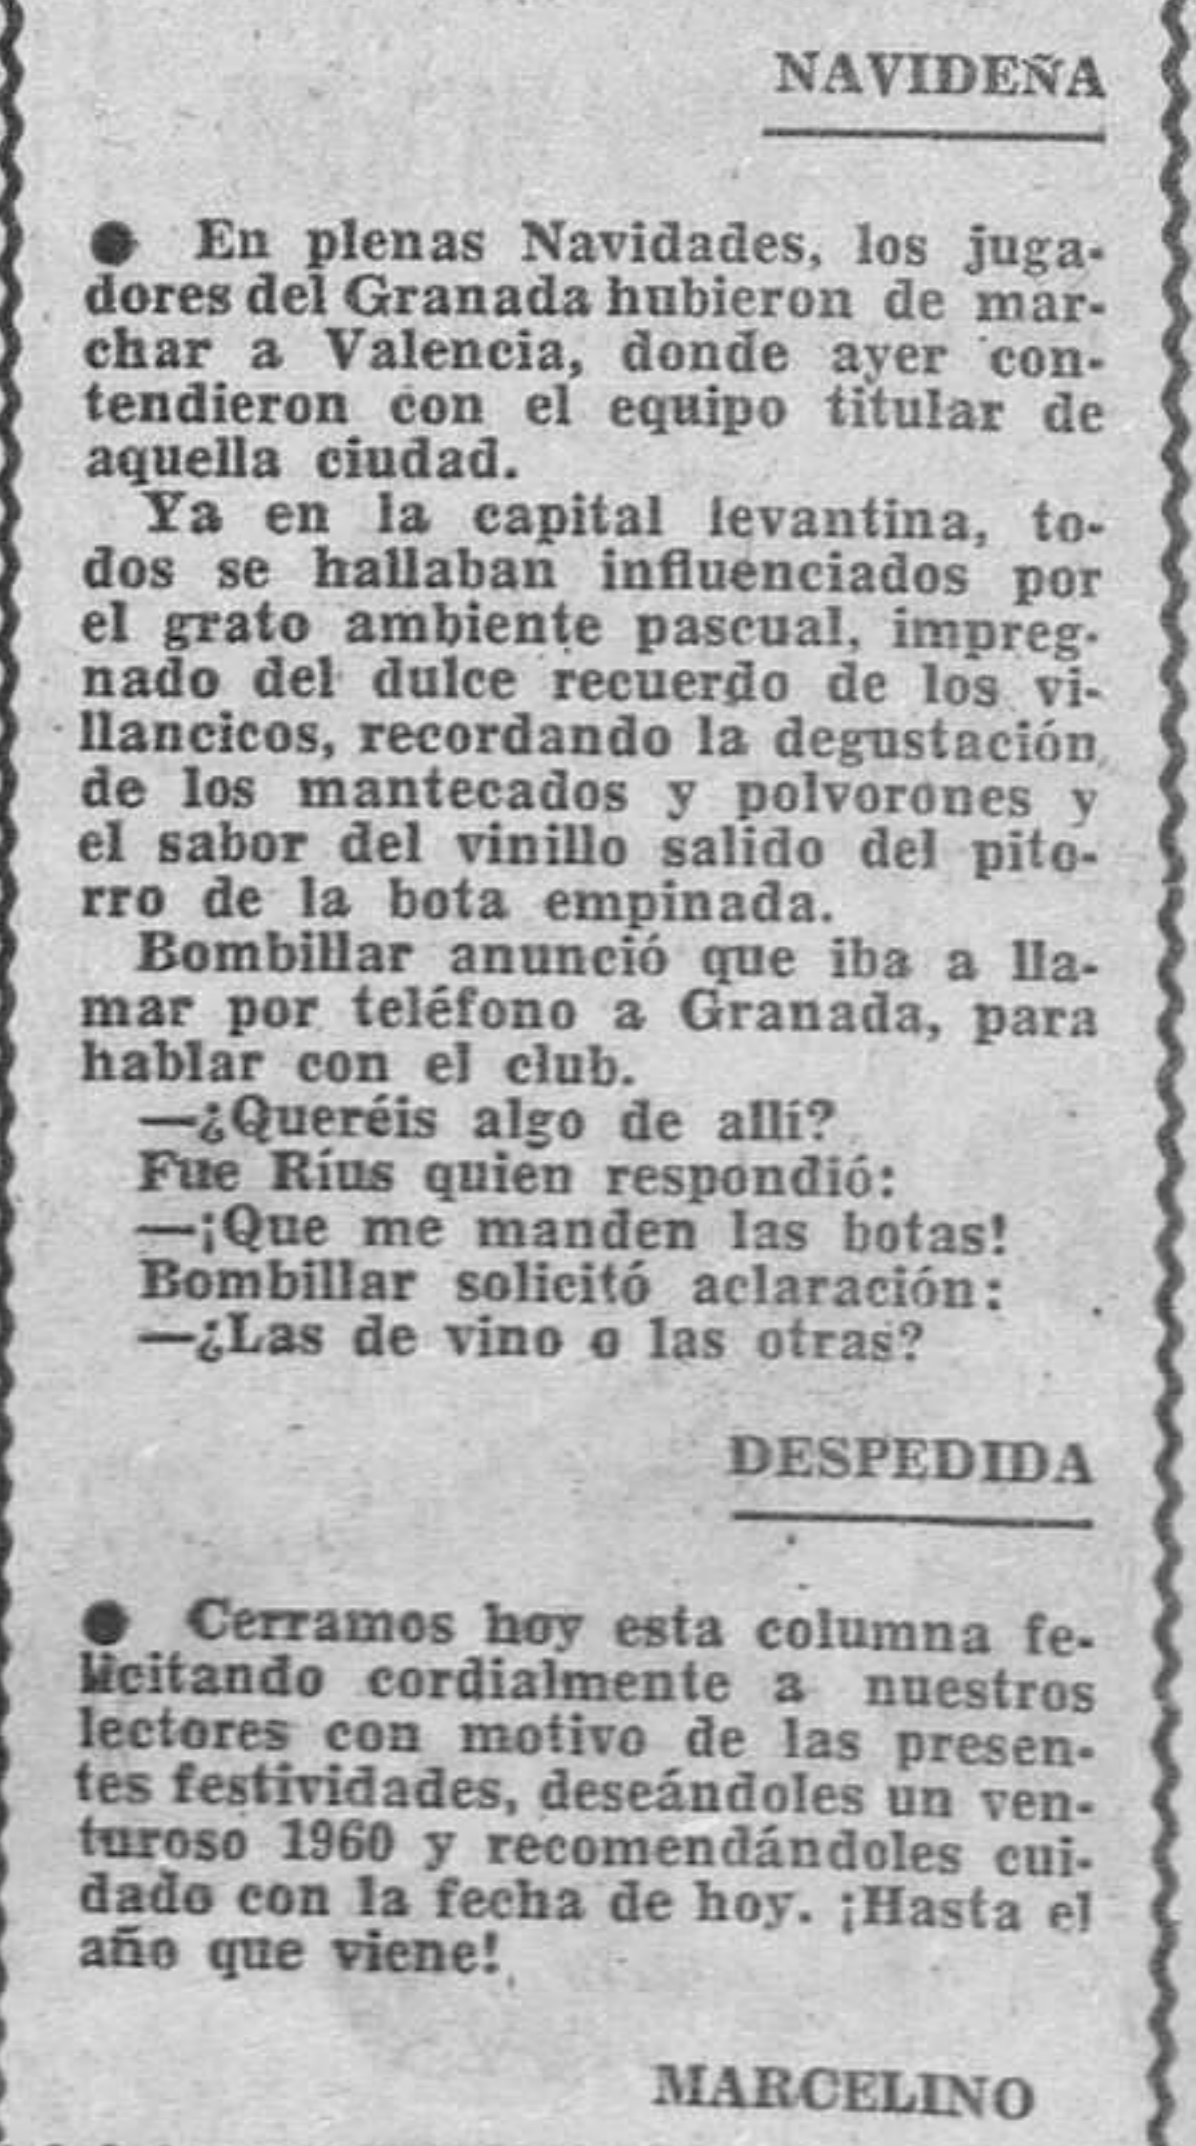 NAVIDEÑA
● En plenas Navidades, los juga-
dores del Granada hubieron de mar-
char a Valencia, donde ayer con-
tendieron con el equipo titular de
aquella ciudad.
Ya en la capital levantina, to-
dos se hallaban influenciados por
el grato ambiente pascual, impreg-
nado del dulce recuerdo de los vi-
llancicos, recordando la degustación
de los mantecados y polvorones y
el sabor del vinillo salido del pito-
rro de la bota empinada.
Bombillar anunció que iba a lla-
mar por teléfono a Granada, para
hablar con el club.
—¿Queréis algo de allí?
Fue Ríus quien respondió:
—¡Que me manden las botas!
Bombillar solicitó aclaración:
—¿Las de vino o las otras?
DESPEDIDA
● Cerramos hoy esta columna fe-
licitando cordialmente a nuestros
lectores con motivo de las presen-
tes festividades, deseándoles un ven-
turoso 1960 y recomendándoles cui-
dado con la fecha de hoy. ¡Hasta el
año que viene!
MARCELINO